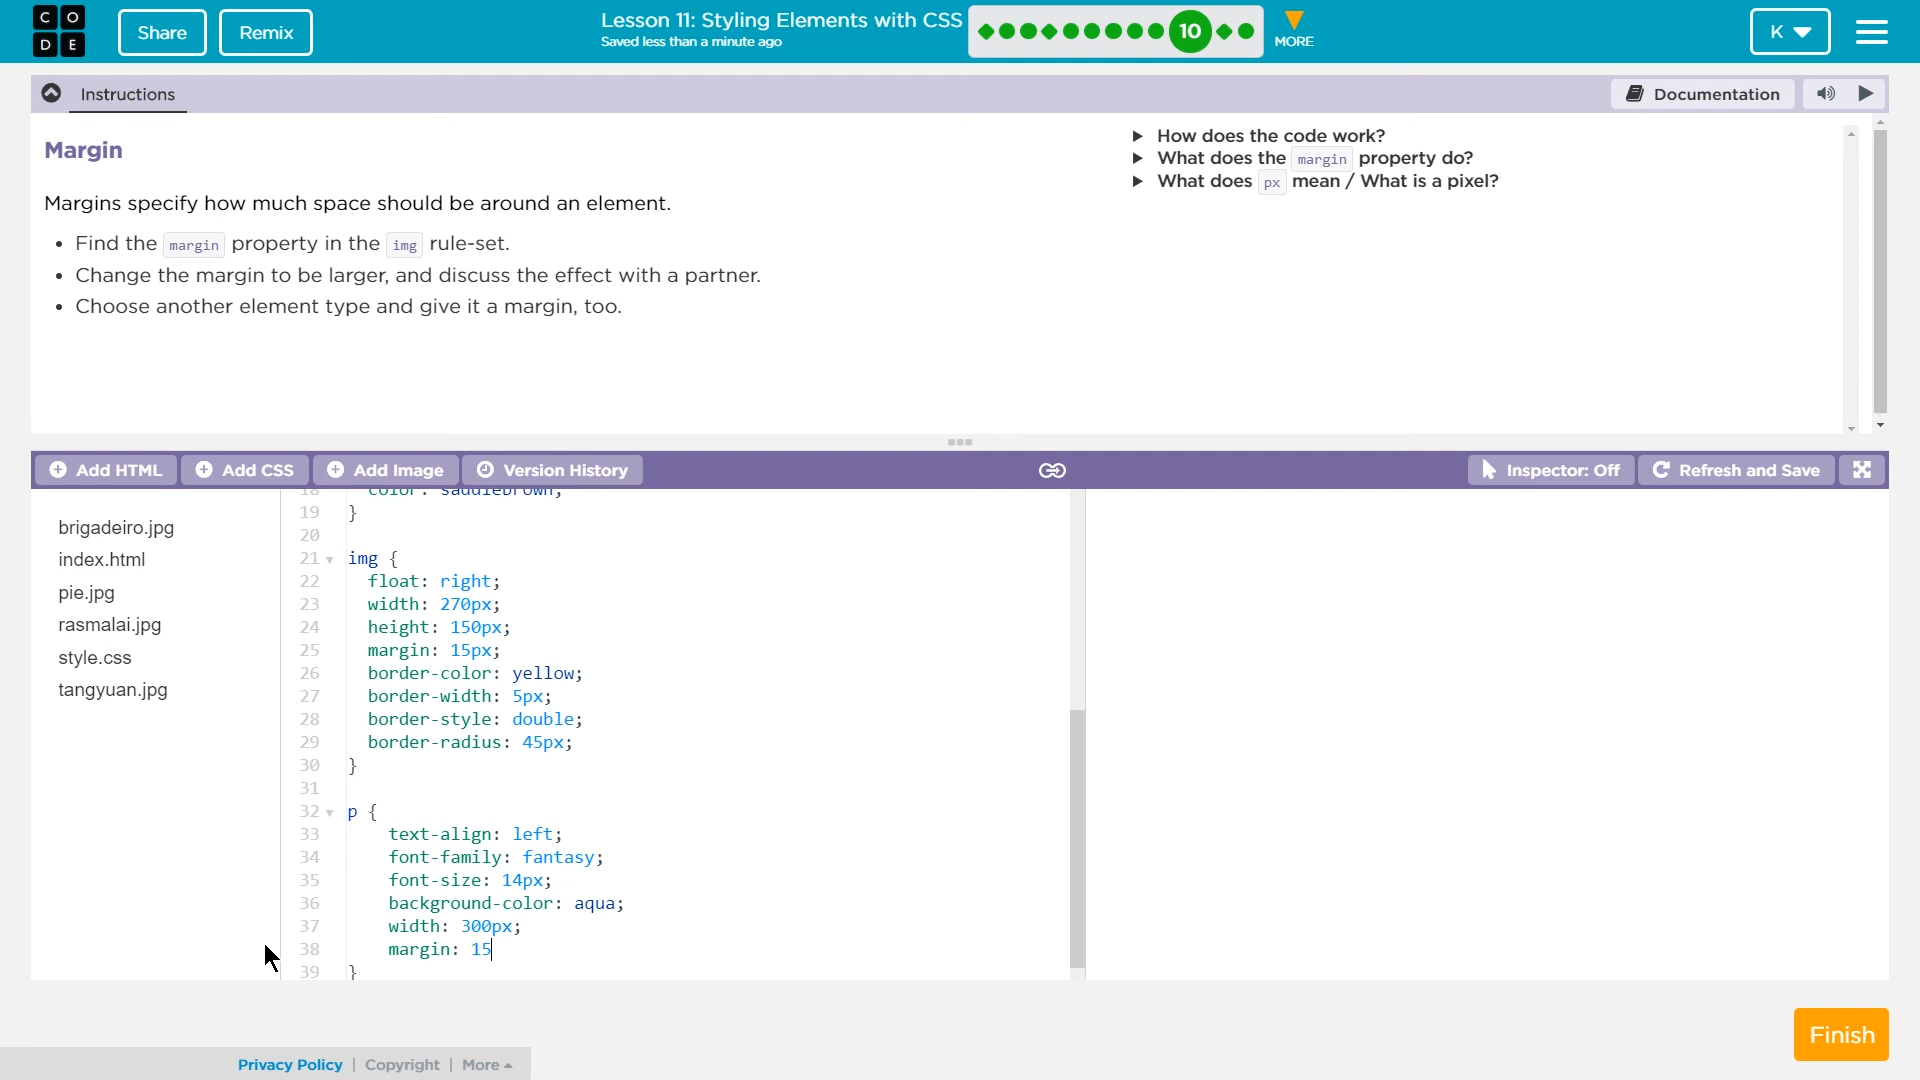 C O
D E
Share
Remix
Lesson 11: Styling Elements with CSS
Saved less than a minute ago
10
MORE
K
Instructions
Documentation
Margin
Margins specify how much space should be around an element.
• Find the margin property in the img rule-set.
• Change the margin to be larger, and discuss the effect with a partner.
• Choose another element type and give it a margin, too.
How does the code work?
What does the margin property do?
What does px mean / What is a pixel?
Add HTML
Add CSS
Add Image
Version History
Inspector: Off
Refresh and Save
brigadeiro.jpg
index.html
pie.jpg
rasmalai.jpg
style.css
tangyuan.jpg
18 color: saddlebrown;
19 }
20
21 img {
22 float: right;
23 width: 270px;
24 height: 150px;
25 margin: 15px;
26 border-color: yellow;
27 border-width: 5px;
28 border-style: double;
29 border-radius: 45px;
30 }
31
32 p {
33 text-align: left;
34 font-family: fantasy;
35 font-size: 14px;
36 background-color: aqua;
37 width: 300px;
38 margin: 15
39 }
Finish
Privacy Policy | Copyright | More